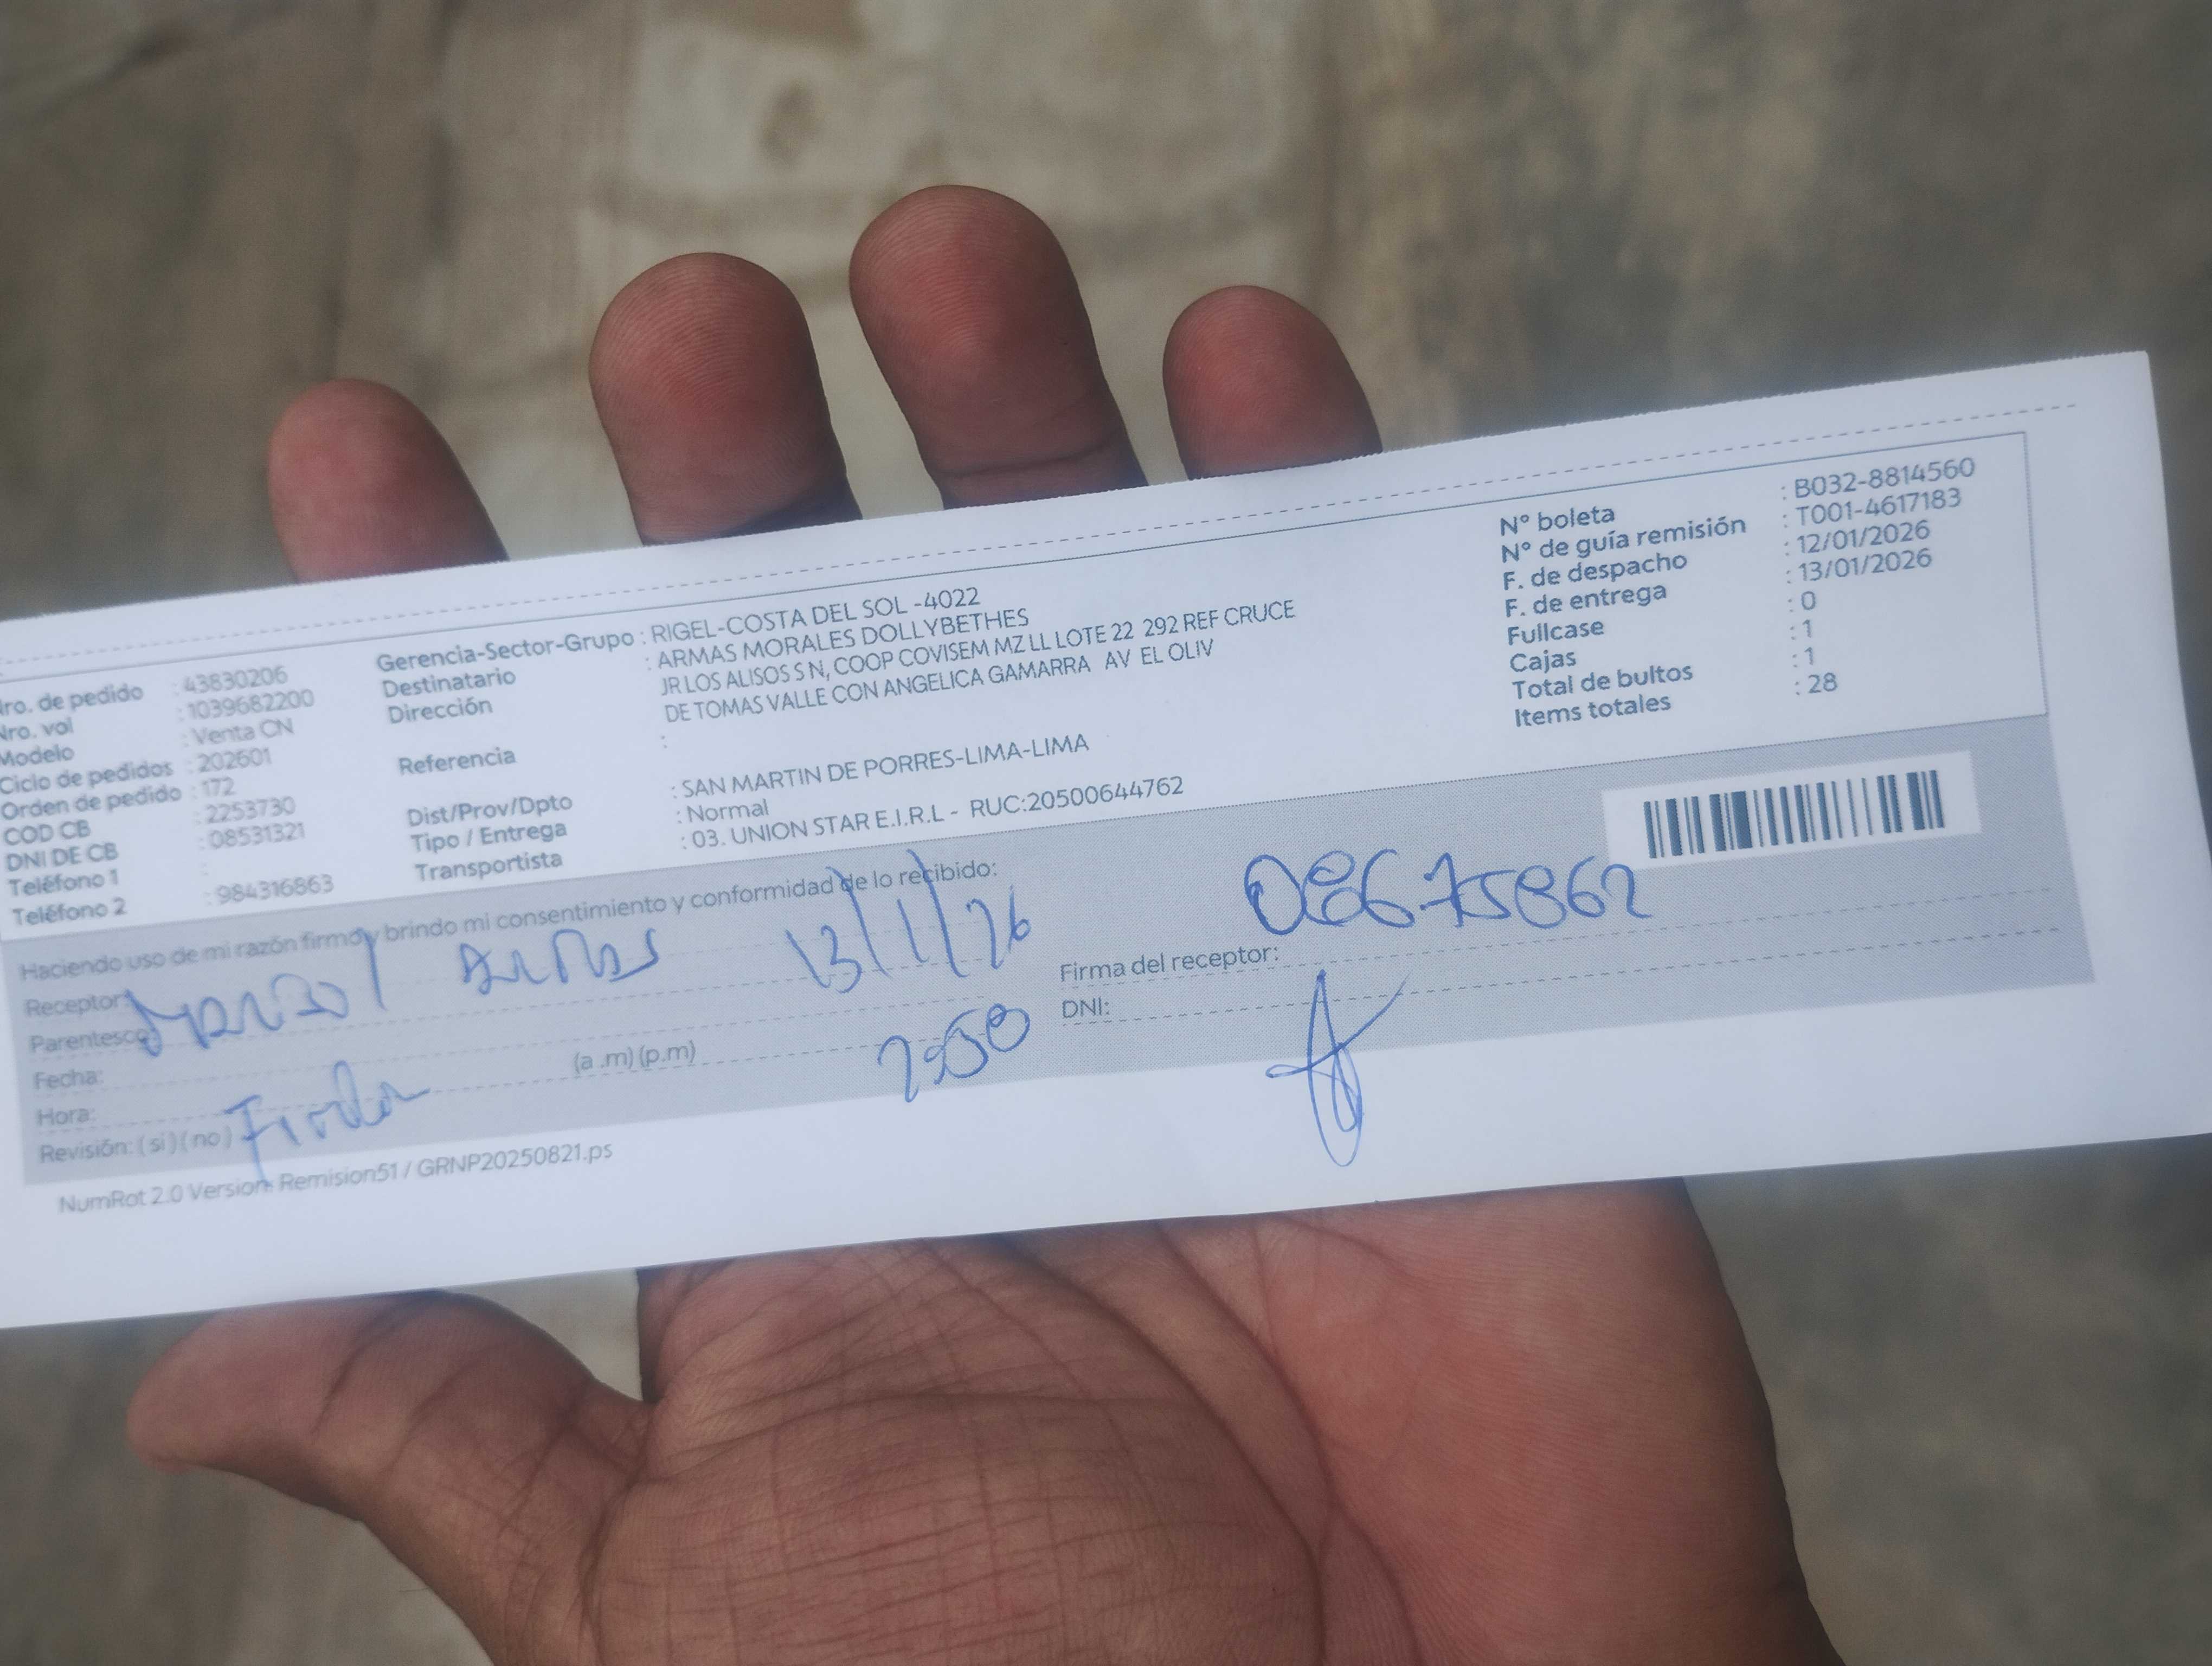 Nro. de pedido : 43830206
Nro. vol : 1039682200
Modelo : Venta CN
Ciclo de pedidos : 202601
Orden de pedido : 172
COD CB : 2253730
DNI DE CB : 08531321
Teléfono 1 :
Teléfono 2 : 984316863
Gerencia-Sector-Grupo : RIGEL-COSTA DEL SOL -4022
Destinatario : ARMAS MORALES DOLLYBETHES
Dirección JR LOS ALISOS S N, COOP COVISEM MZ LL LOTE 22 292 REF CRUCE
DE TOMAS VALLE CON ANGELICA GAMARRA AV EL OLIV
Referencia :
Dist/Prov/Dpto : SAN MARTIN DE PORRES-LIMA-LIMA
Tipo / Entrega : Normal
Transportista : 03. UNION STAR E.I.R.L - RUC:20500644762
N° boleta : B032-8814560
N° de guía remisión : T001-4617183
F. de despacho : 12/01/2026
F. de entrega : 13/01/2026
Fullcase : 0
Cajas : 1
Total de bultos : 1
Items totales : 28
Haciendo uso de mi razón firmo y brindo mi consentimiento y conformidad de lo recibido:
Receptor:
Parentesco:
13/1/26
Fecha:
Hora: (a .m) (p.m)
Revisión: ( si ) ( no )
08675862
Firma del receptor:
DNI:
NumRot 2.0 Version: Remision51 / GRNP20250821.ps